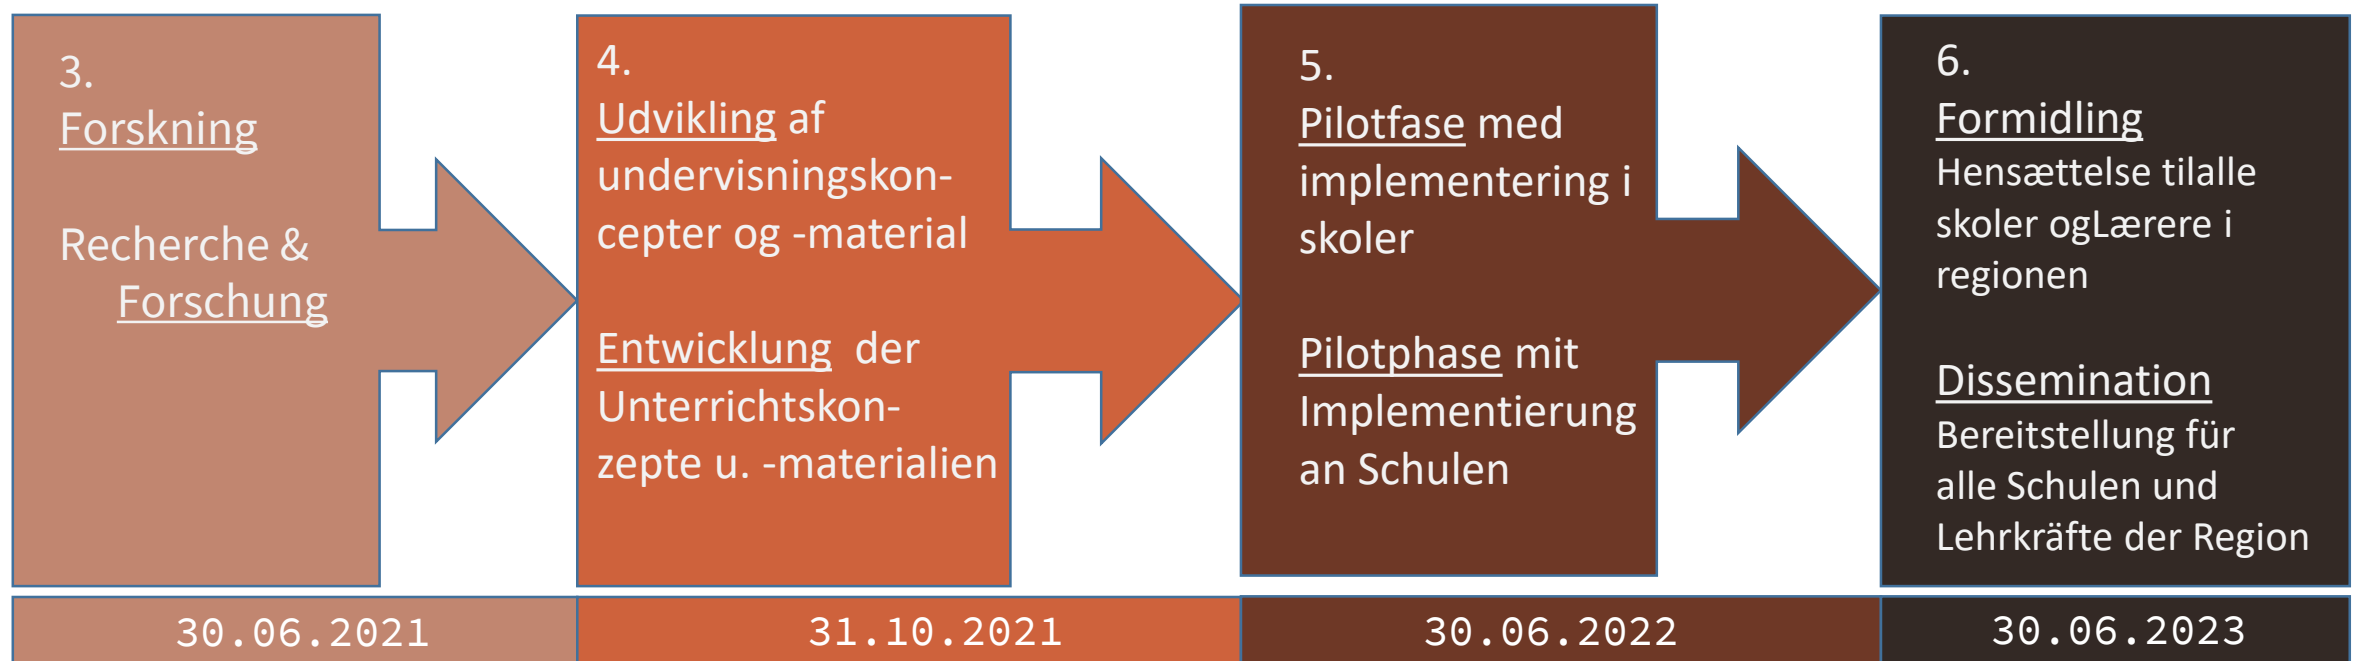 3.
Forskning
Recherche &
Forschung
4.
Udvikling af
undervisningskon-
cepter og -material
Entwicklung der
Unterrichtskon-
zepte u. -materialien
5.
Pilotfase med
implementering i
skoler
Pilotphase mit
Implementierung
an Schulen
6.
Formidling
Hensættelse tilalle
skoler ogLærere i
regionen
Dissemination
Bereitstellung für
alle Schulen und
Lehrkräfte der Region
30.06.2021
31.10.2021
30.06.2022
30.06.2023